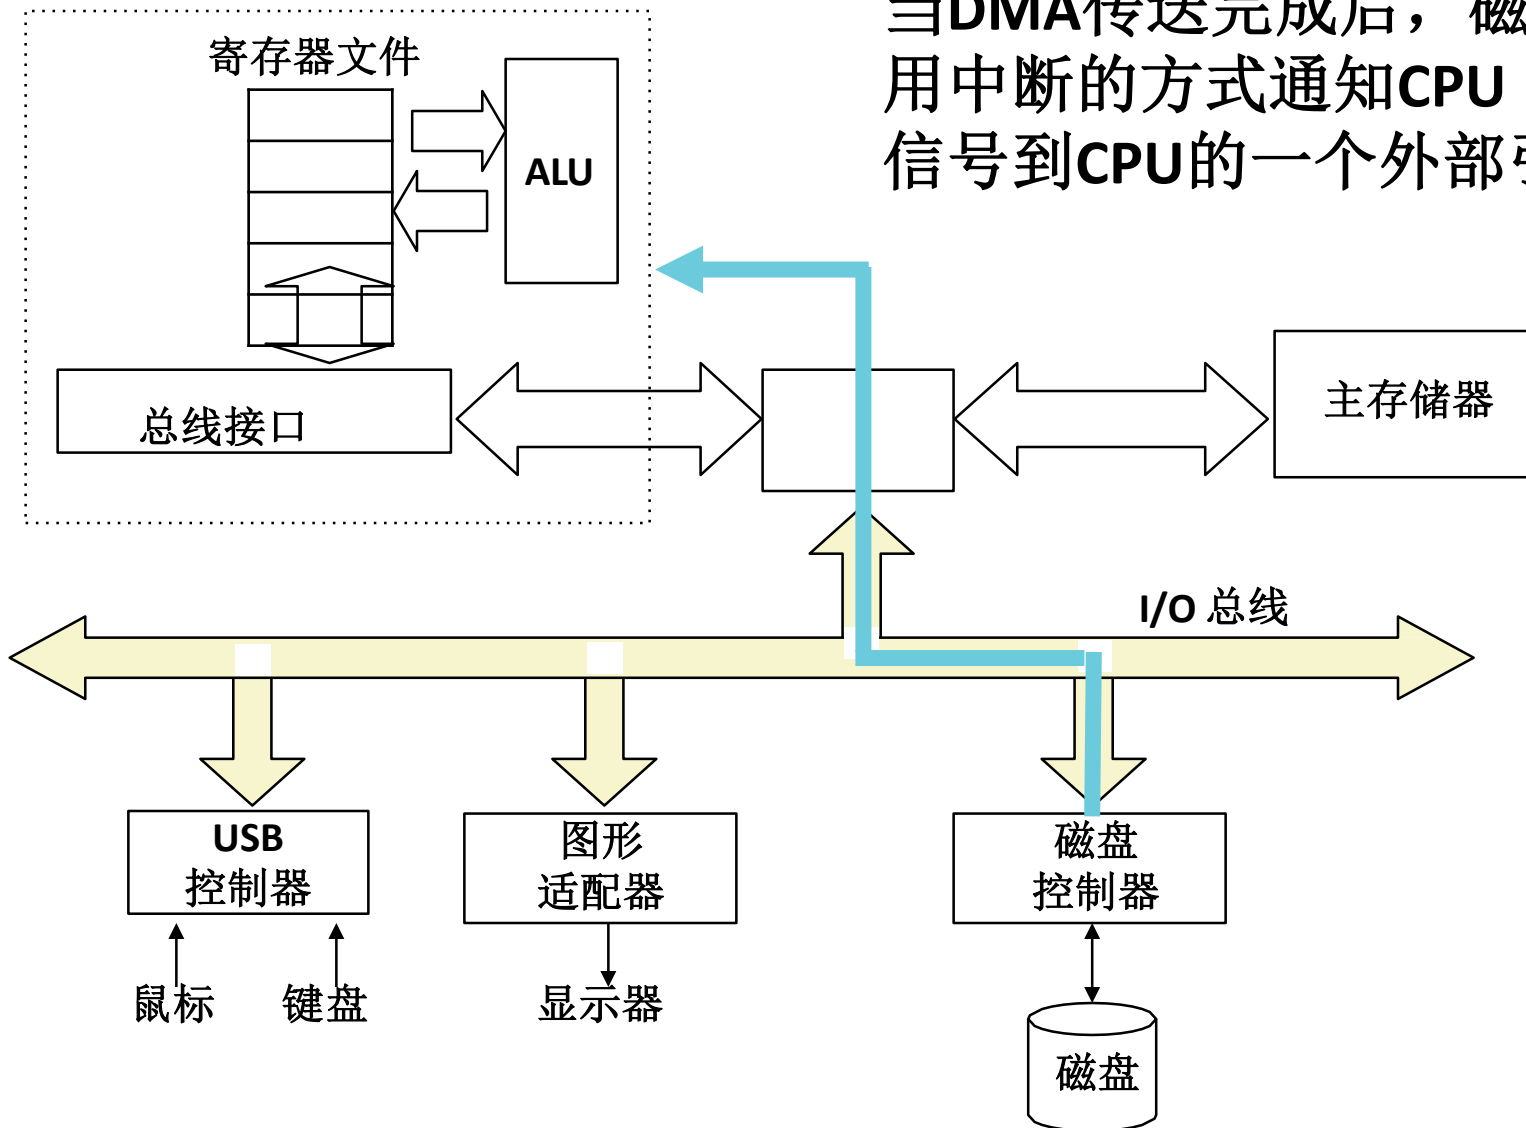 当DMA传送完成后，磁
用中断的方式通知CPU
信号到CPU的一个外部
寄存器文件
ALU
总线接口
主存储器
I/O 总线
USB
控制器
图形
适配器
磁盘
控制器
鼠标
键盘
显示器
磁盘